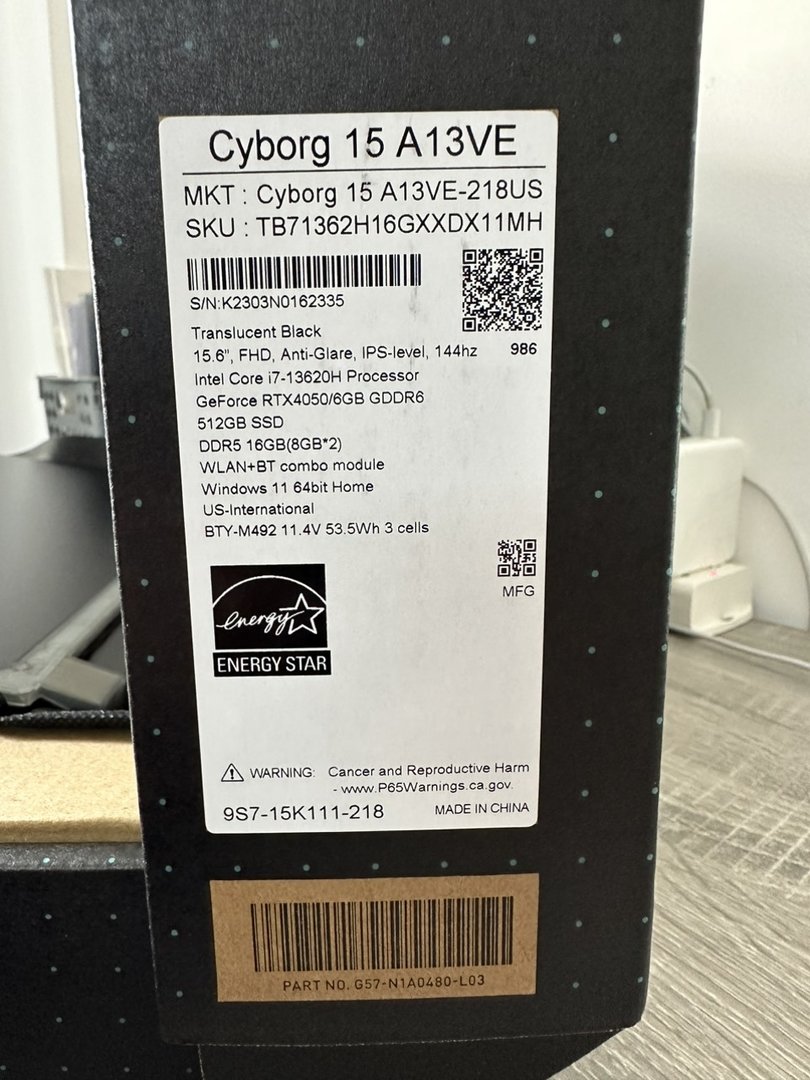 Cyborg 15 A13VE
MKT : Cyborg 15 A13VE-218US
SKU : TB71362H16GXXDX11MH
S/N:K2303N0162335
Translucent Black
15.6”, FHD, Anti-Glare, IPS-level, 144hz
986
Intel Core i7-13620H Processor
GeForce RTX4050/6GB GDDR6
512GB SSD
DDR5 16GB(8GB*2)
WLAN+BT combo module
Windows 11 64bit Home
US-International
BTY-M492 11.4V 53.5Wh 3 cells
MFG
energy
ENERGY STAR
WARNING: Cancer and Reproductive Harm
- www.P65Warnings.ca.gov.
9S7-15K111-218
MADE IN CHINA
PART NO. G57-N1A0480-L03